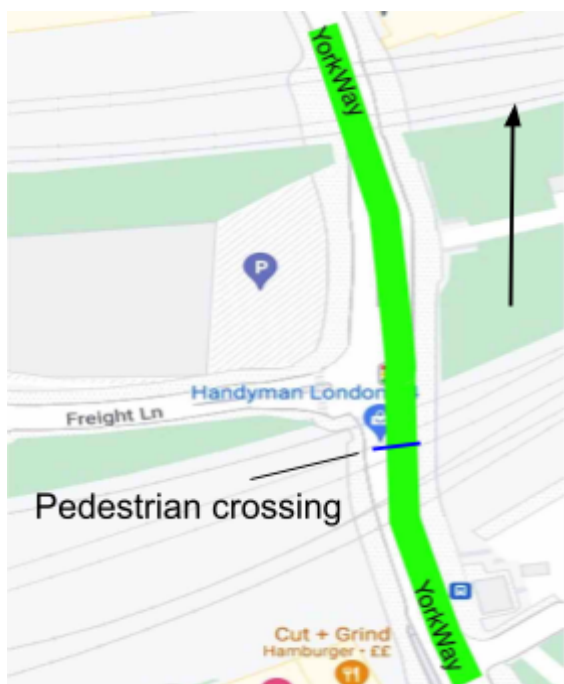 YorkWay
P
Handyman London
Freight Ln
Pedestrian crossing
YorkWay
Cut + Grind
Hamburger - ££